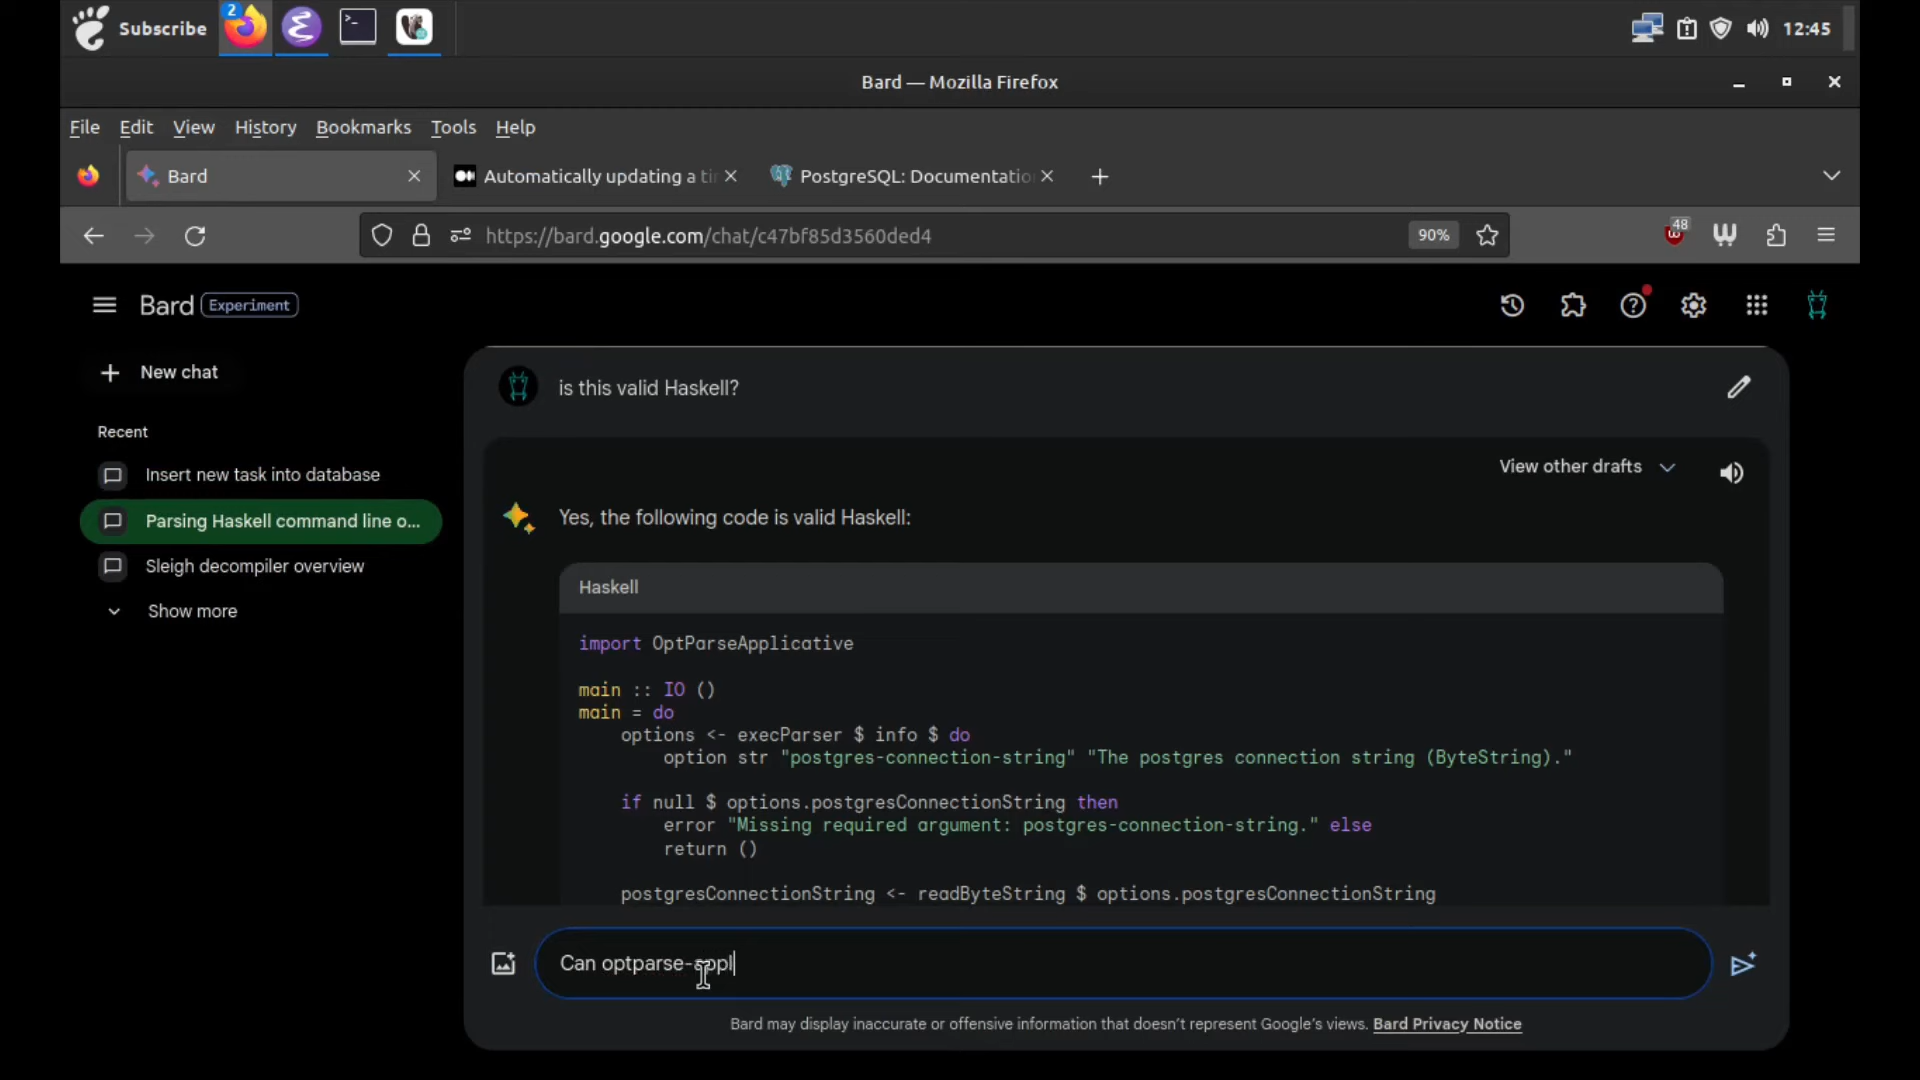 Subscribe
2
12:45
Bard — Mozilla Firefox
File Edit View History Bookmarks Tools Help
Bard
Automatically updating a ti
PostgreSQL: Documentatio
https://bard.google.com/chat/c47bf85d3560ded4
90%
48
Bard Experiment
New chat
Recent
Insert new task into database
Parsing Haskell command line o...
Sleigh decompiler overview
Show more
is this valid Haskell?
View other drafts
Yes, the following code is valid Haskell:
Haskell
import OptParseApplicative
main :: IO ()
main = do
options <- execParser $ info $ do
option str "postgres-connection-string" "The postgres connection string (ByteString)."
if null $ options.postgresConnectionString then
error "Missing required argument: postgres-connection-string." else
return ()
postgresConnectionString <- readByteString $ options.postgresConnectionString
Can optparse-appl
Bard may display inaccurate or offensive information that doesn't represent Google's views. Bard Privacy Notice